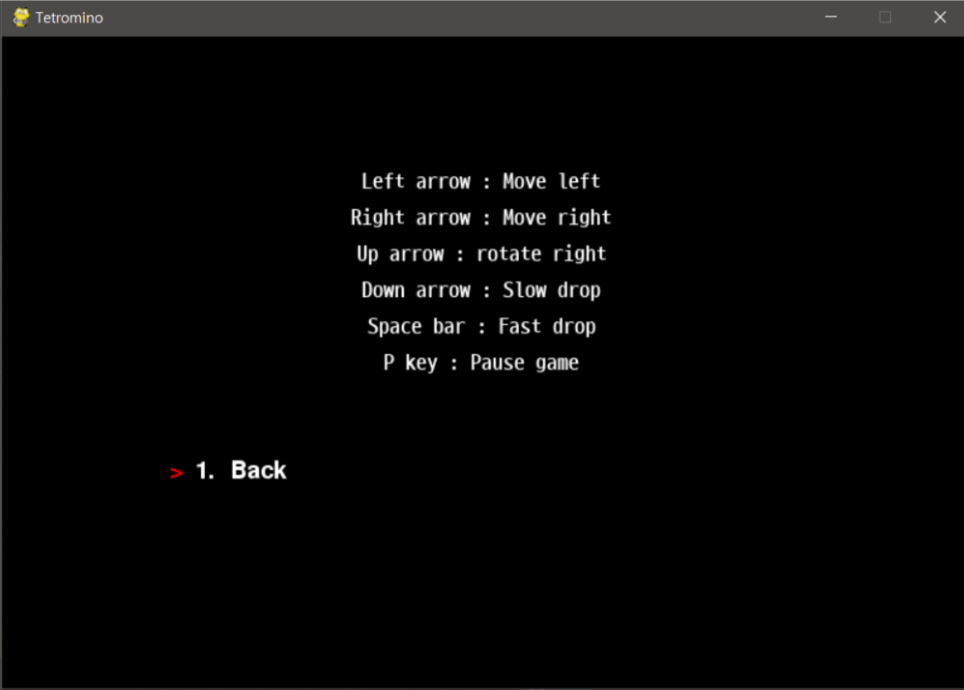 Tetromino
Left arrow : Move left
Right arrow : Move right
Up arrow : rotate right
Down arrow : Slow drop
Space bar : Fast drop
P key : Pause game
> 1. Back